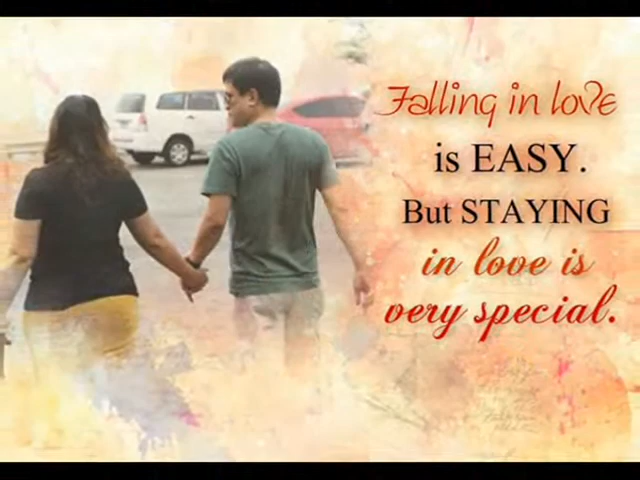 Falling in love
is EASY.
But STAYING
in love is
very special.